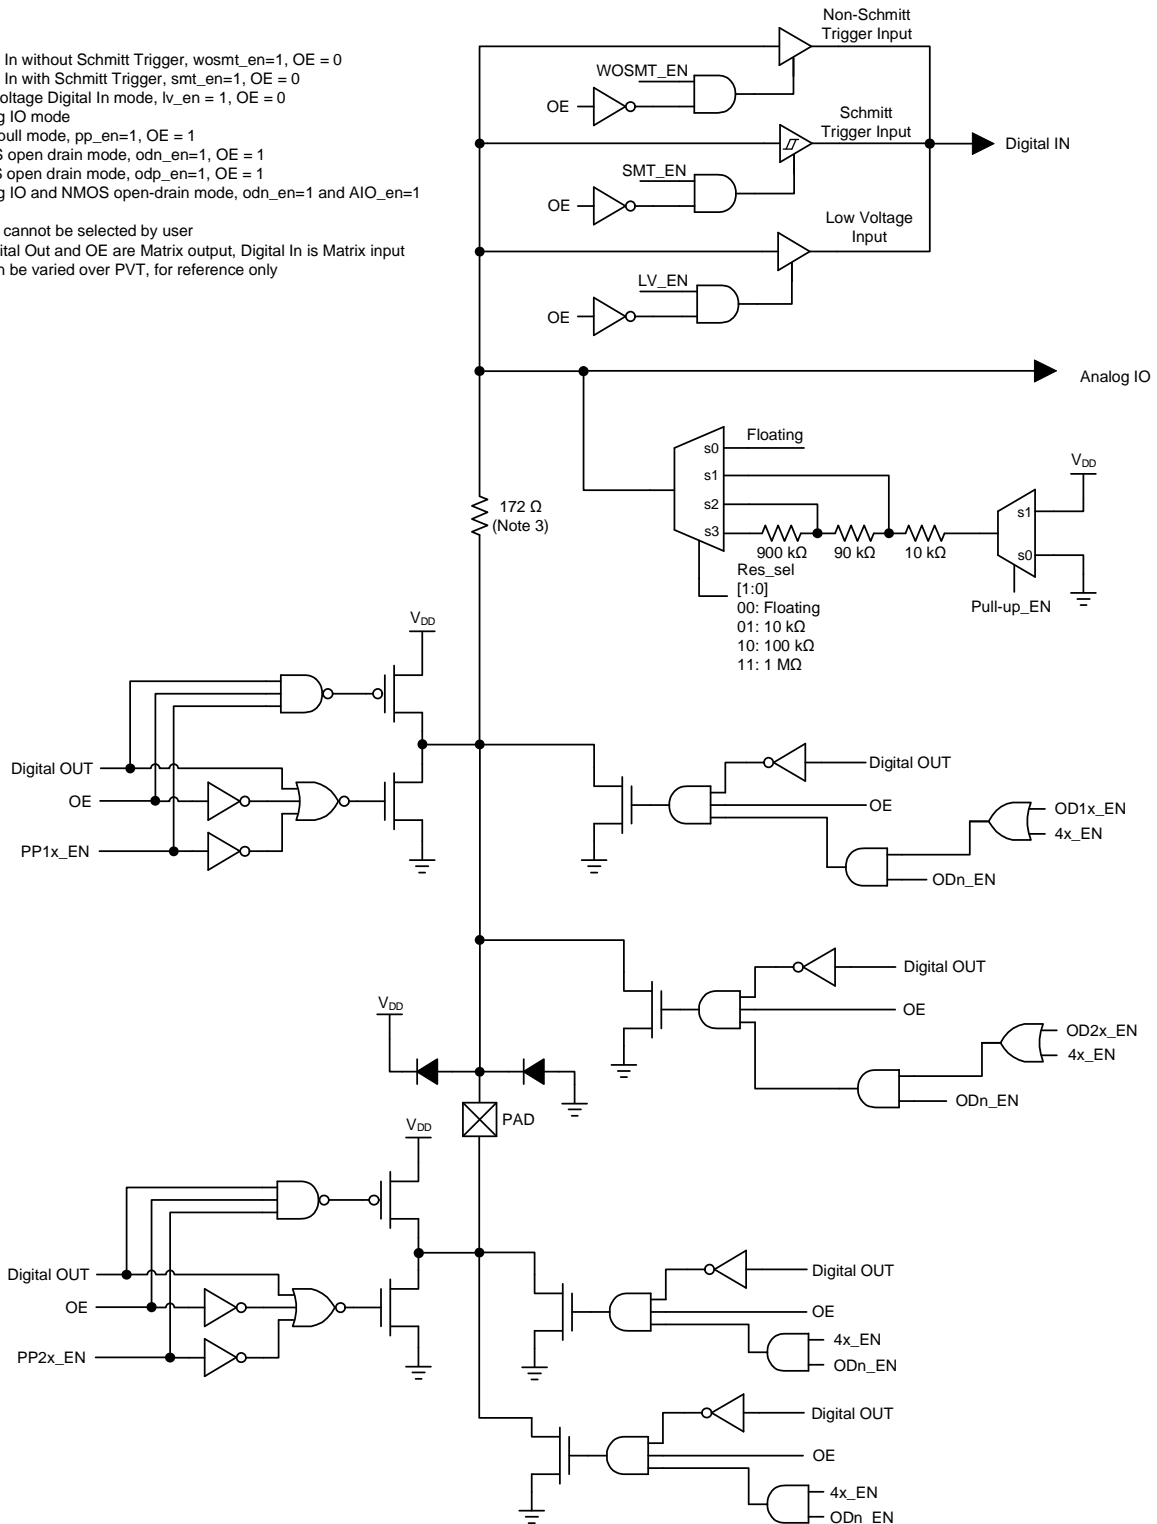 In without Schmitt Trigger, wosmt_en=1, OE = 0
In with Schmitt Trigger, smt_en=1, OE = 0
oltage Digital In mode, lv_en = 1, OE = 0
g IO mode
oull mode, pp_en=1, OE = 1
S open drain mode, odn_en=1, OE = 1
S open drain mode, odp_en=1, OE = 1
g IO and NMOS open-drain mode, odn_en=1 and AIO_en=1
cannot be selected by user
ital Out and OE are Matrix output, Digital In is Matrix input
n be varied over PVT, for reference only
Non-Schmitt
Trigger Input
WOSMT_EN
OE
Schmitt
Trigger Input
Digital IN
SMT_EN
OE
Low Voltage
Input
LV_EN
OE
Analog IO
Floating
s0
s1
s2
s3
VDD
s1
s0
172 Ω
(Note 3)
900 kΩ
90 kΩ
10 kΩ
Res_sel
[1:0]
00: Floating
01: 10 kΩ
10: 100 kΩ
11: 1 MΩ
Pull-up_EN
VDD
Digital OUT
OE
PP1x_EN
Digital OUT
OE
OD1x_EN
4x_EN
ODn_EN
Digital OUT
OE
OD2x_EN
4x_EN
ODn_EN
VDD
PAD
VDD
Digital OUT
OE
PP2x_EN
Digital OUT
OE
4x_EN
ODn_EN
Digital OUT
OE
4x_EN
ODn_EN